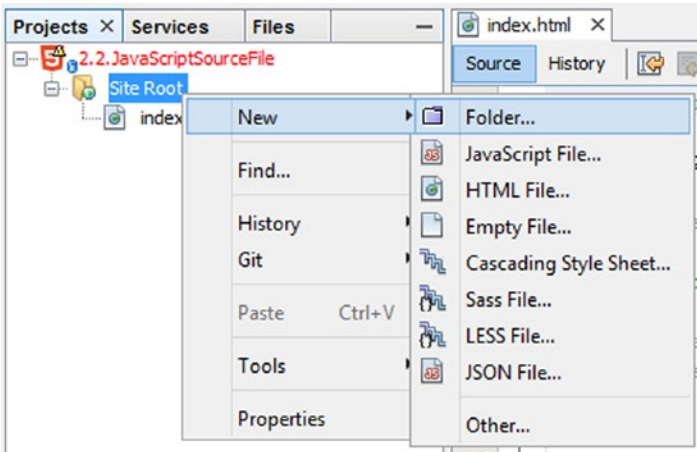 Projects × Services Files
index.html ×
2.2.JavaScriptSourceFile
Source History
Site Root
index
New
Find...
History
Git
Paste Ctrl+V
Tools
Properties
Folder...
JavaScript File...
HTML File...
Empty File...
Cascading Style Sheet...
Sass File...
LESS File...
JSON File...
Other...